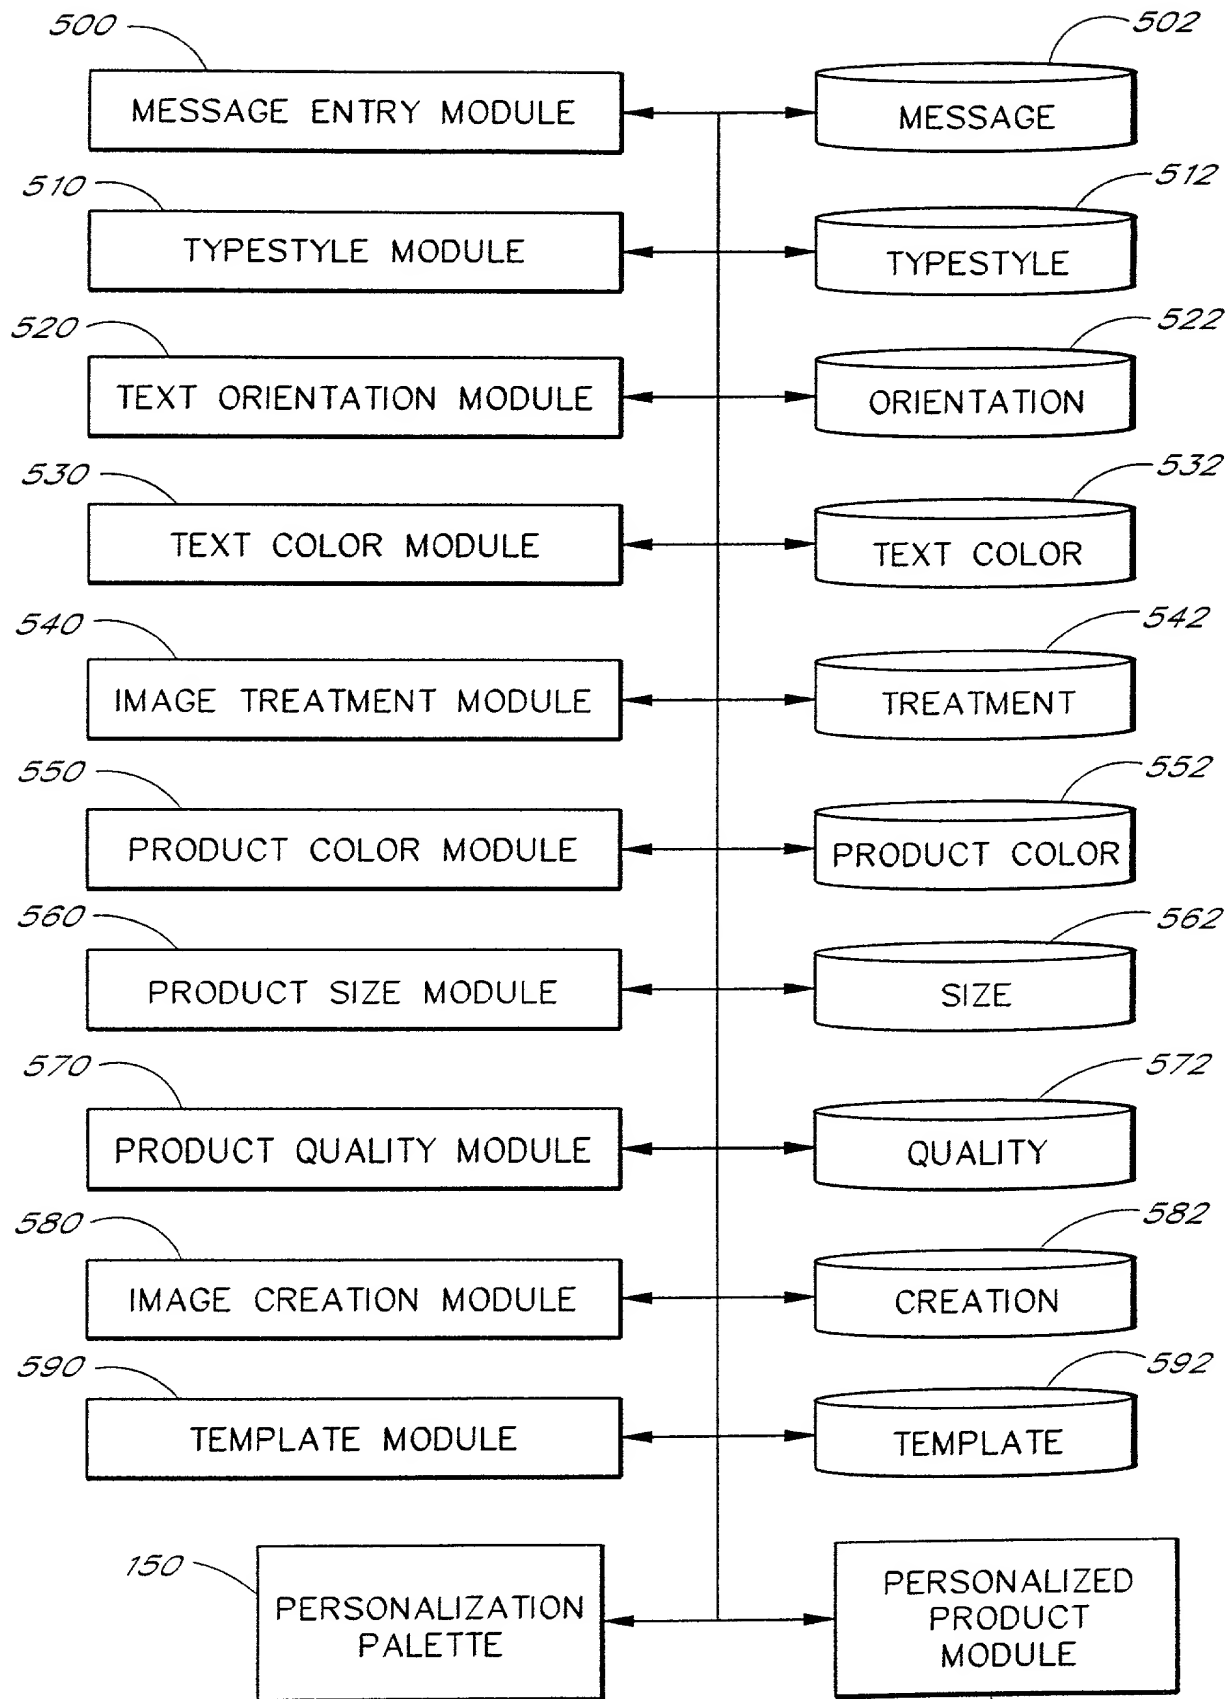 500
502
MESSAGE ENTRY MODULE
MESSAGE
510
512
TYPESTYLE MODULE
TYPESTYLE
520
522
TEXT ORIENTATION MODULE
ORIENTATION
530
532
TEXT COLOR MODULE
TEXT COLOR
540
542
IMAGE TREATMENT MODULE
TREATMENT
550
552
PRODUCT COLOR MODULE
PRODUCT COLOR
560
562
PRODUCT SIZE MODULE
SIZE
570
572
PRODUCT QUALITY MODULE
QUALITY
580
582
IMAGE CREATION MODULE
CREATION
590
592
TEMPLATE MODULE
TEMPLATE
150
PERSONALIZATION
PALETTE
PERSONALIZED
PRODUCT
MODULE